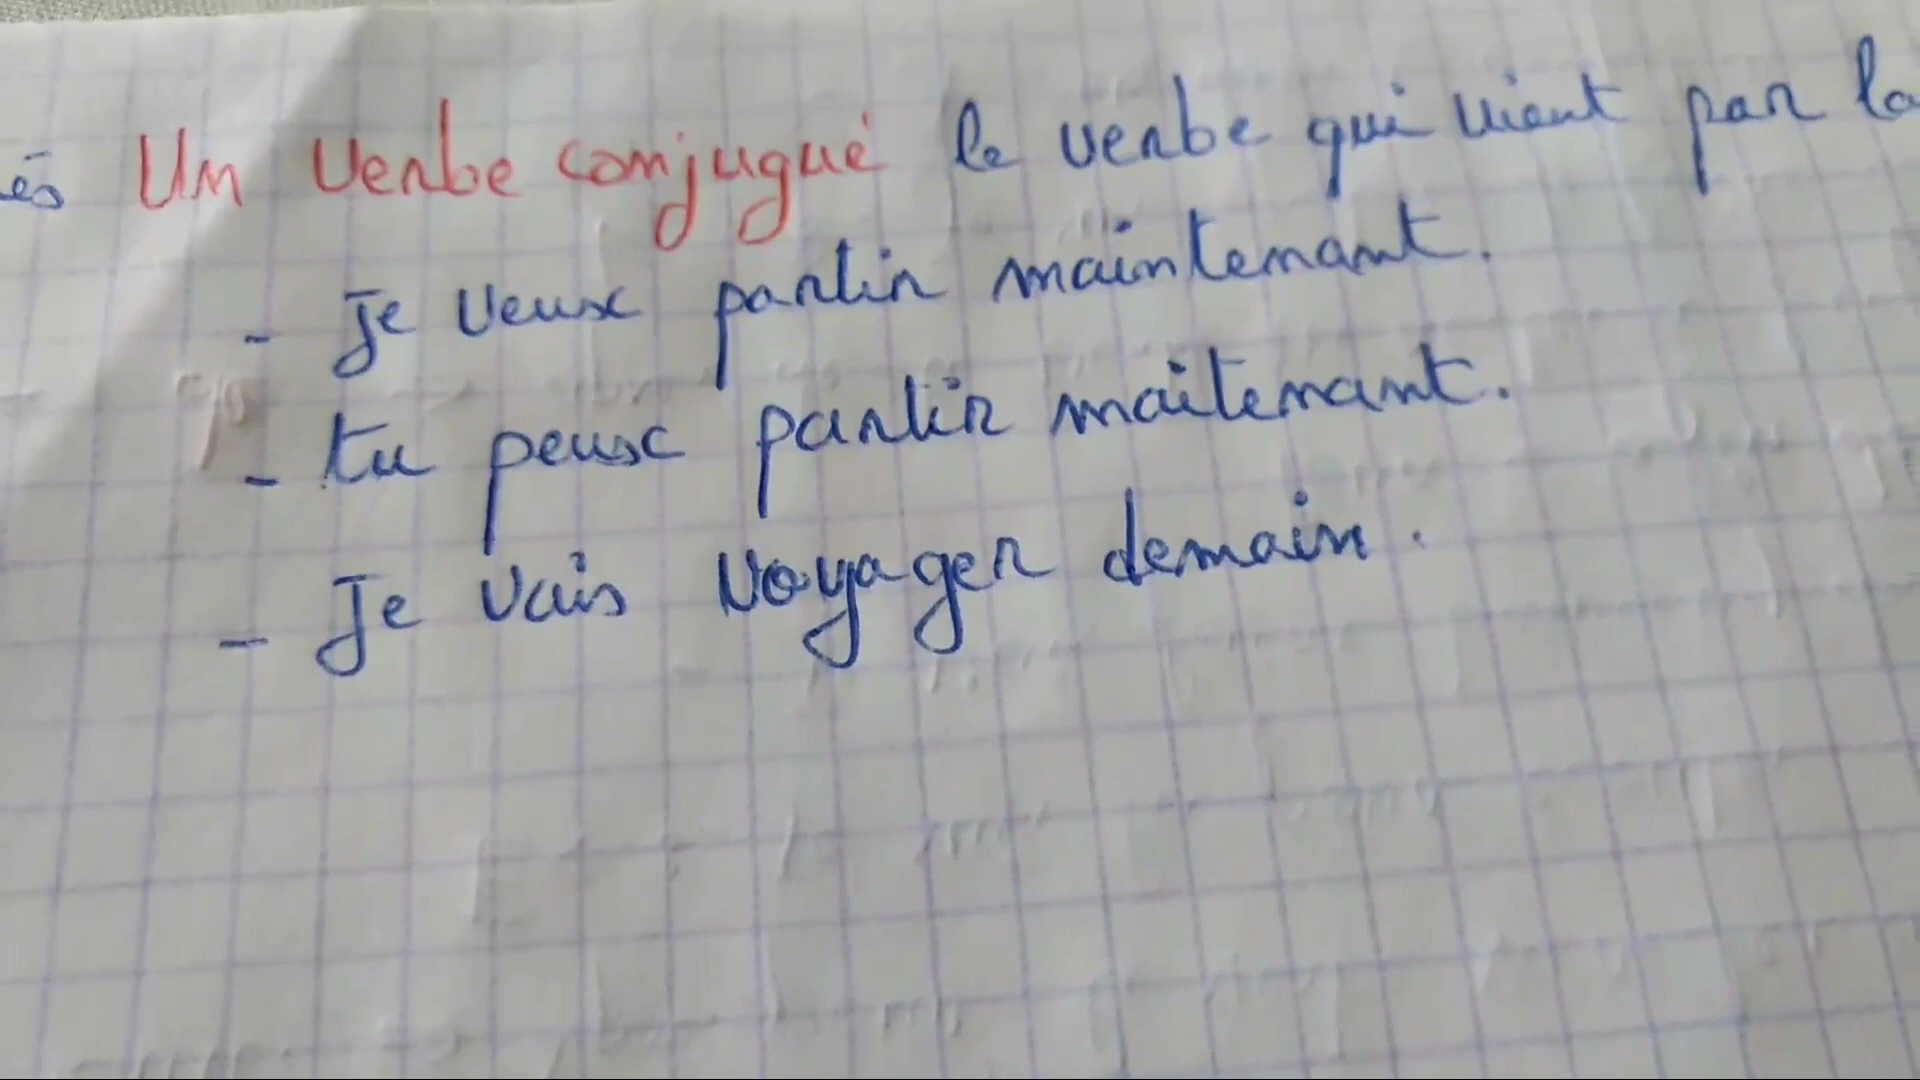 és Un verbe conjugué le verbe qui vient par la
- Je veux partir maintenant.
- tu peux partir maitenant.
- Je vais voyager demain.